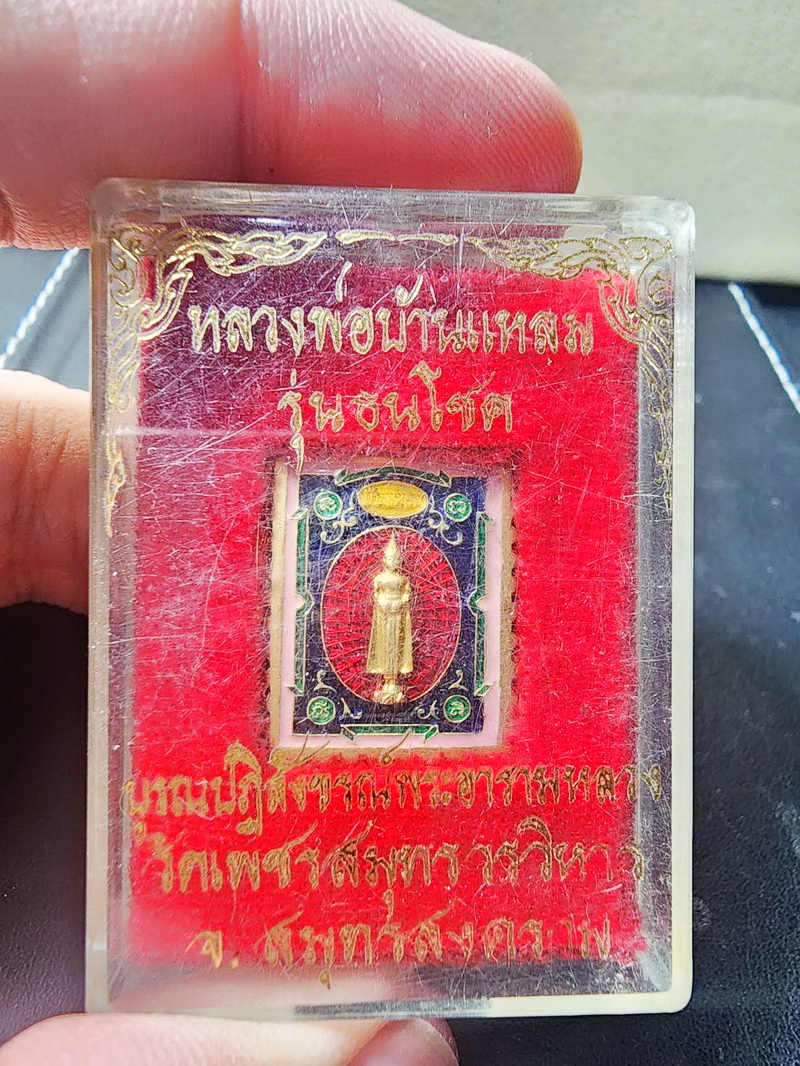 หลวงพ่อบ้านแหลม
รุ่นธนโชค
บูรณปฏิสังขรณ์พระอารามหลวง
วัดเพชรสมุทรวรวิหาร
จ. สมุทรสงคราม